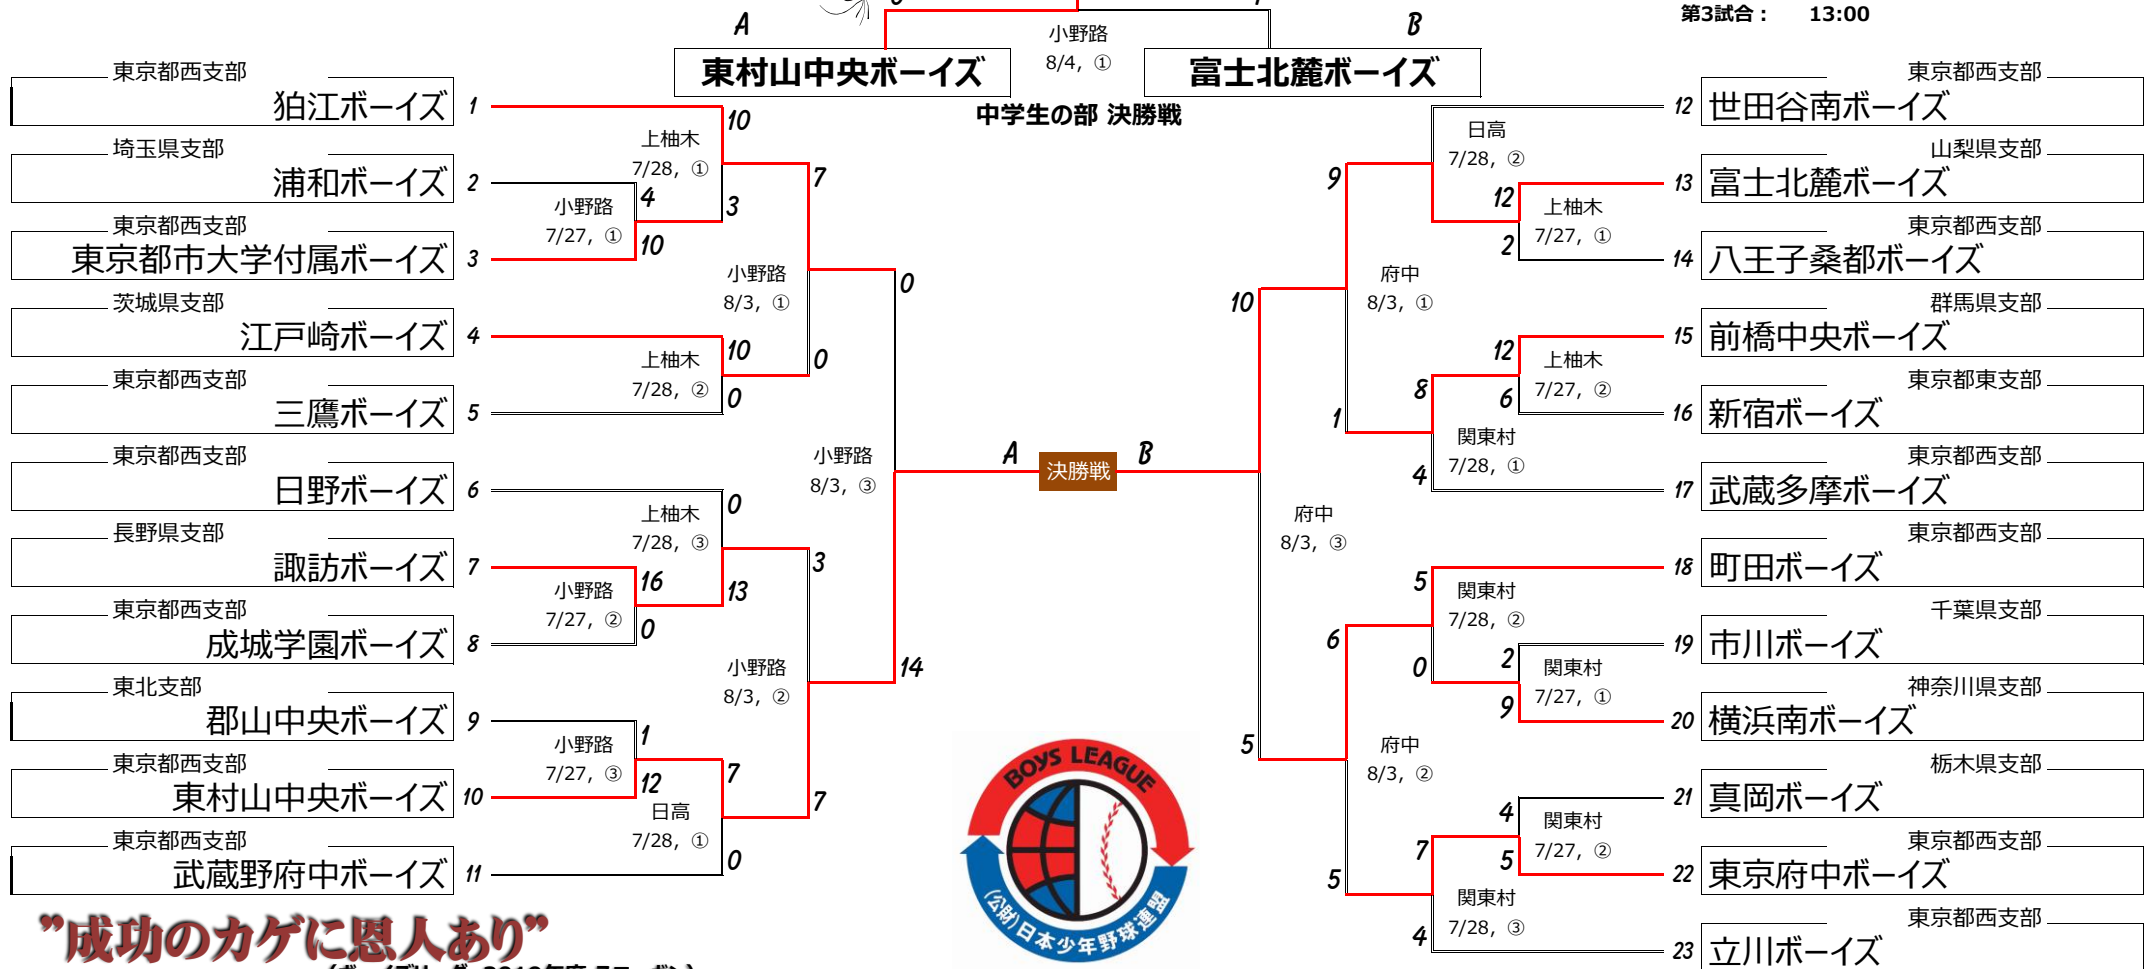 第3試合： 13:00
A
B
小野路
8/4, ①
東村山中央ボーイズ
富士北麓ボーイズ
中学生の部 決勝戦
東京都西支部
狛江ボーイズ 1
埼玉県支部
浦和ボーイズ 2
東京都西支部
東京都市大学付属ボーイズ 3
茨城県支部
江戸崎ボーイズ 4
東京都西支部
三鷹ボーイズ 5
東京都西支部
日野ボーイズ 6
長野県支部
諏訪ボーイズ 7
東京都西支部
成城学園ボーイズ 8
東北支部
郡山中央ボーイズ 9
東京都西支部
東村山中央ボーイズ 10
東京都西支部
武蔵野府中ボーイズ 11
小野路
7/27, ①
4
10
上柚木
7/28, ①
10
3
上柚木
7/28, ②
10
0
小野路
8/3, ①
7
0
小野路
7/27, ②
16
0
上柚木
7/28, ③
0
13
小野路
7/27, ③
1
12
日高
7/28, ①
7
0
小野路
8/3, ②
3
7
小野路
8/3, ③
0
14
A
決勝戦
B
東京都西支部
12 世田谷南ボーイズ
山梨県支部
13 富士北麓ボーイズ
東京都西支部
14 八王子桑都ボーイズ
群馬県支部
15 前橋中央ボーイズ
東京都東支部
16 新宿ボーイズ
東京都西支部
17 武蔵多摩ボーイズ
東京都西支部
18 町田ボーイズ
千葉県支部
19 市川ボーイズ
神奈川県支部
20 横浜南ボーイズ
栃木県支部
21 真岡ボーイズ
東京都西支部
22 東京府中ボーイズ
東京都西支部
23 立川ボーイズ
日高
7/28, ②
12
2
上柚木
7/27, ①
12
6
上柚木
7/27, ②
8
4
関東村
7/28, ①
9
1
府中
8/3, ①
5
0
関東村
7/28, ②
2
9
関東村
7/27, ①
4
5
関東村
7/27, ②
7
4
関東村
7/28, ③
6
5
府中
8/3, ②
10
5
府中
8/3, ③
BOYS LEAGUE
(公財)日本少年野球連盟
”成功のカゲに恩人あり”